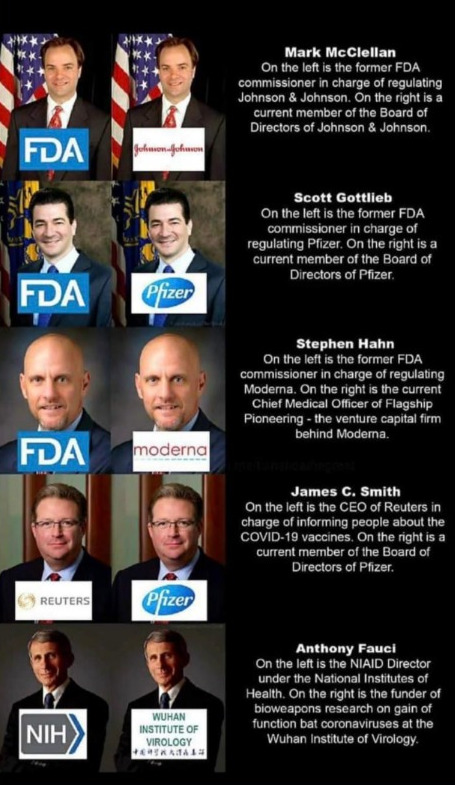 Mark McClellan
On the left is the former FDA
commissioner in charge of regulating
Johnson & Johnson. On the right is a
current member of the Board of
Directors of Johnson & Johnson.
FDA
Johnson & Johnson
Scott Gottlieb
On the left is the former FDA
commissioner in charge of
regulating Pfizer. On the right is a
current member of the Board of
Directors of Pfizer.
FDA
Pfizer
Stephen Hahn
On the left is the former FDA
commissioner in charge of regulating
Moderna. On the right is the current
Chief Medical Officer of Flagship
Pioneering - the venture capital firm
behind Moderna.
FDA
moderna
James C. Smith
On the left is the CEO of Reuters in
charge of informing people about the
COVID-19 vaccines. On the right is a
current member of the Board of
Directors of Pfizer.
REUTERS
Pfizer
Anthony Fauci
On the left is the NIAID Director
under the National Institutes of
Health. On the right is the funder of
bioweapons research on gain of
function bat coronaviruses at the
Wuhan Institute of Virology.
NIH
WUHAN
INSTITUTE OF
VIROLOGY